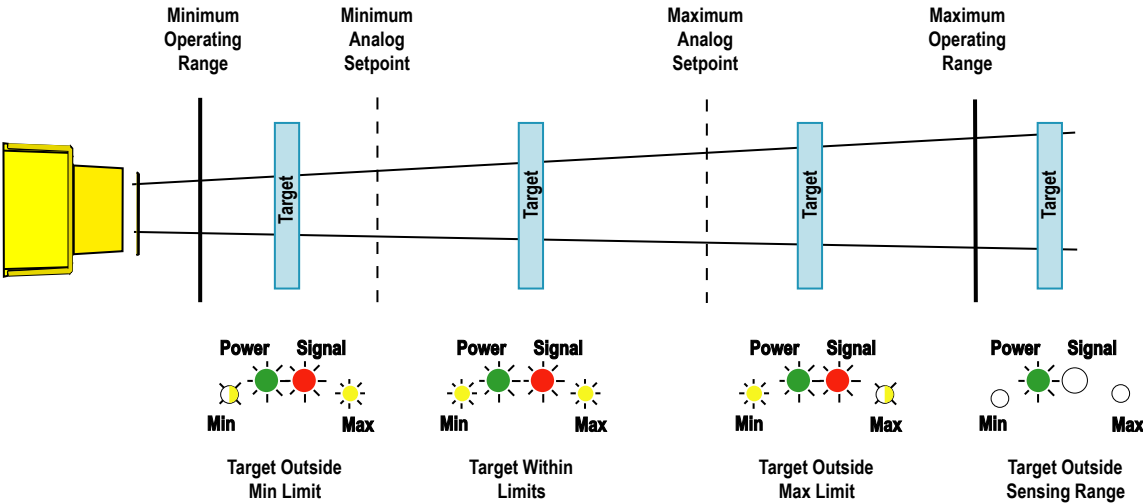 Minimum
Operating
Range
Minimum
Analog
Setpoint
Maximum
Analog
Setpoint
Maximum
Operating
Range
Target
Target
Target
Target
Power Signal
Min Max
Target Outside
Min Limit
Power Signal
Min Max
Target Within
Limits
Power Signal
Min Max
Target Outside
Max Limit
Power Signal
Min Max
Target Outside
Sensing Range